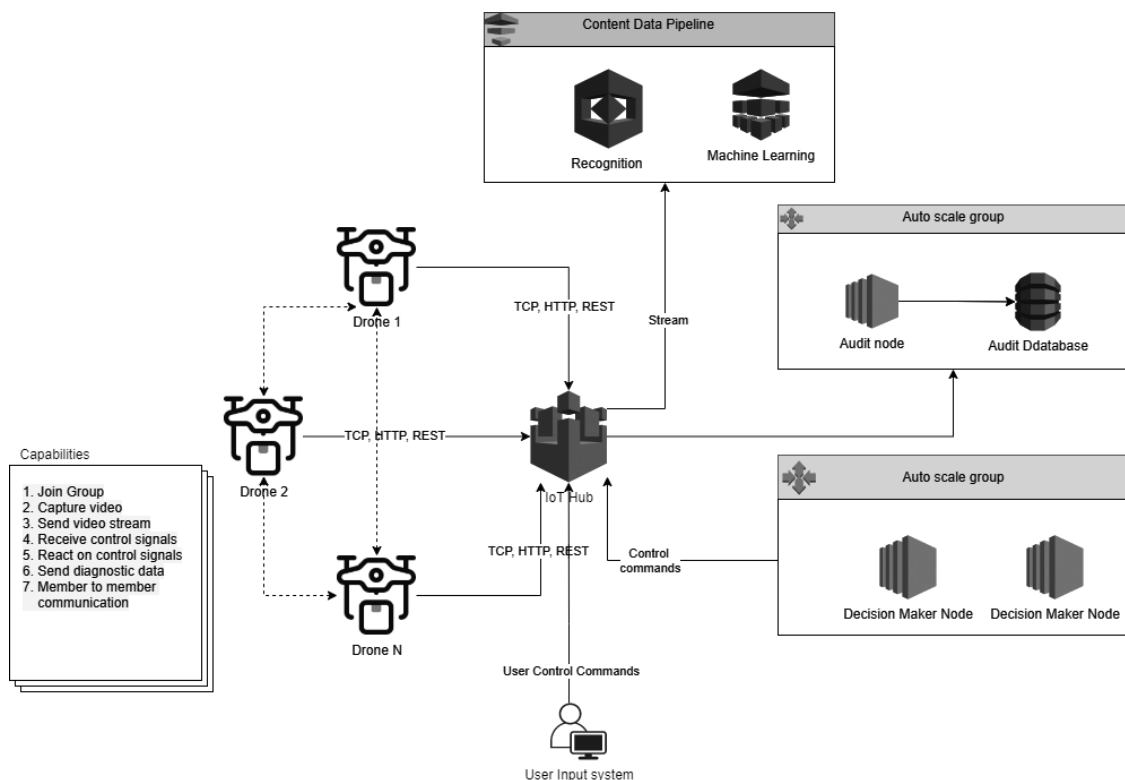 Content Data Pipeline
Recognition
Machine Learning
Auto scale group
Audit node
Audit Ddatabase
Drone 1
TCP, HTTP, REST
Stream
Drone 2
TCP, HTTP, REST
IoT Hub
Capabilities
1. Join Group
2. Capture video
3. Send video stream
4. Receive control signals
5. React on control signals
6. Send diagnostic data
7. Member to member
communication
Auto scale group
Decision Maker Node
Decision Maker Node
Control
commands
TCP, HTTP, REST
Drone N
User Control Commands
User Input system